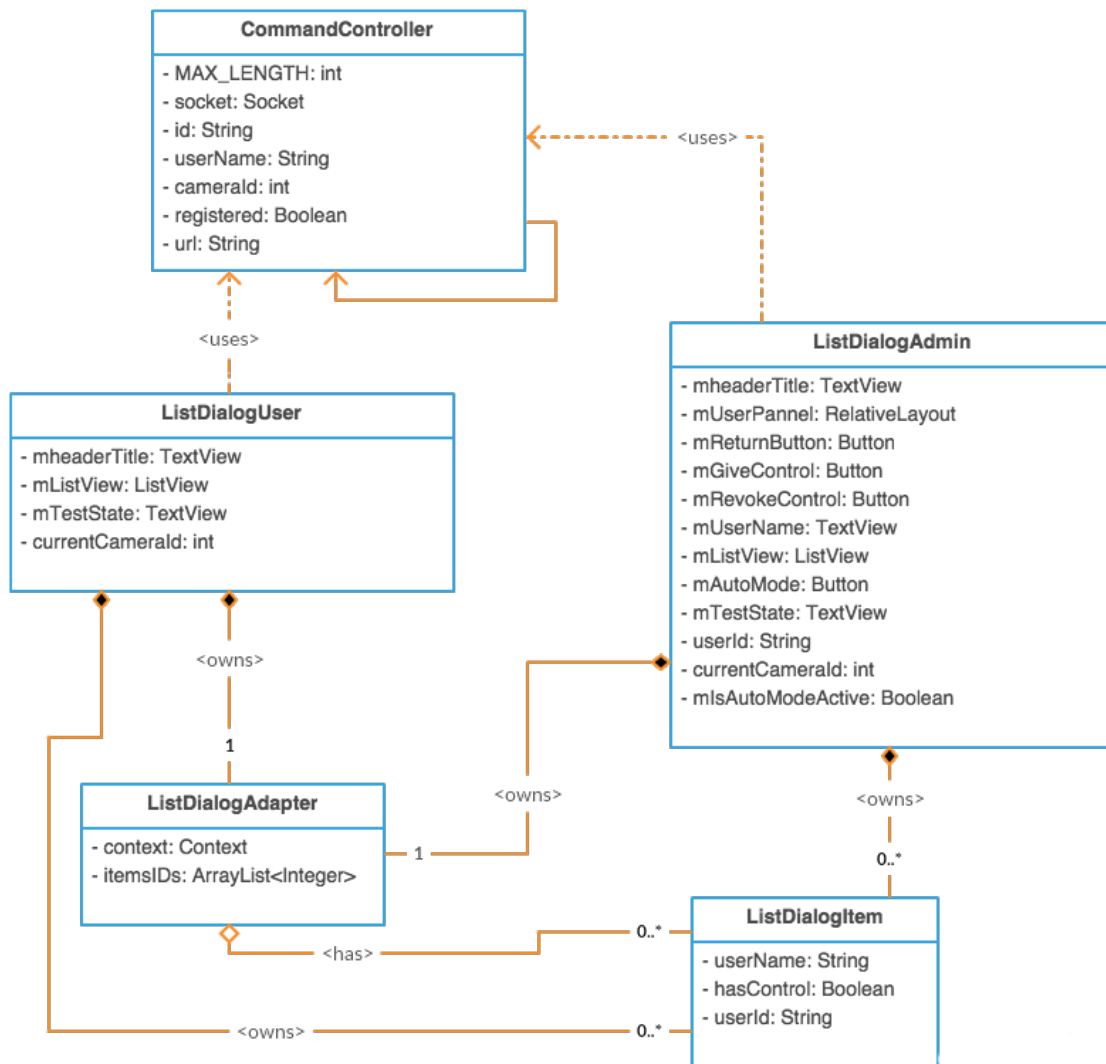 CommandController
- MAX_LENGTH: int
- socket: Socket
- id: String
- userName: String
- cameraId: int
- registered: Boolean
- url: String
<uses>
<uses>
ListDialogAdmin
- mheaderTitle: TextView
- mUserPannel: RelativeLayout
- mReturnButton: Button
- mGiveControl: Button
- mRevokeControl: Button
- mUserName: TextView
- mListView: ListView
- mAutoMode: Button
- mTestState: TextView
- userId: String
- currentCameraId: int
- mIsAutoModeActive: Boolean
ListDialogUser
- mheaderTitle: TextView
- mListView: ListView
- mTestState: TextView
- currentCameraId: int
<owns>
1
<owns>
<owns>
ListDialogAdapter
- context: Context
- itemsIDs: ArrayList<Integer>
1
0..*
ListDialogItem
- userName: String
- hasControl: Boolean
- userId: String
<has>
0..*
<owns>
0..*